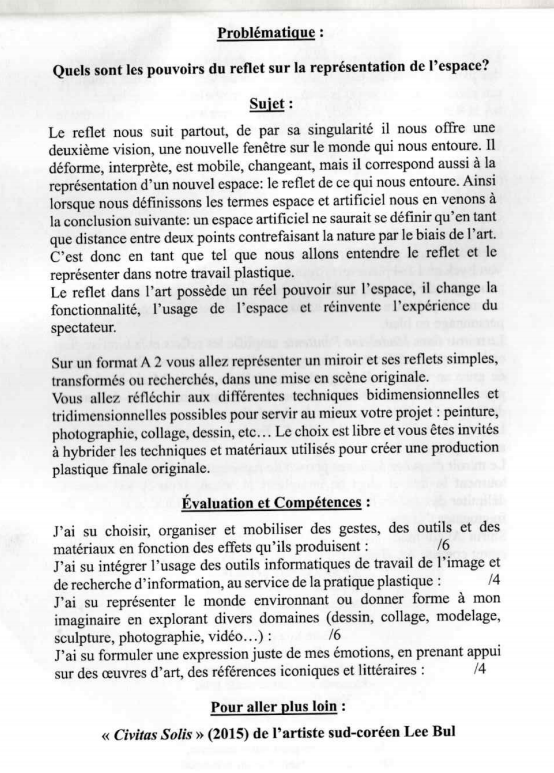 Problématique :
Quels sont les pouvoirs du reflet sur la représentation de l'espace?
Sujet :
Le reflet nous suit partout, de par sa singularité il nous offre une
deuxième vision, une nouvelle fenêtre sur le monde qui nous entoure. Il
déforme, interprète, est mobile, changeant, mais il correspond aussi à la
représentation d'un nouvel espace: le reflet de ce qui nous entoure. Ainsi
lorsque nous définissons les termes espace et artificiel nous en venons à
la conclusion suivante: un espace artificiel ne saurait se définir qu'en tant
que distance entre deux points contrefaisant la nature par le biais de l'art.
C'est donc en tant que tel que nous allons entendre le reflet et le
représenter dans notre travail plastique.
Le reflet dans l'art possède un réel pouvoir sur l'espace, il change la
fonctionnalité, l'usage de l'espace et réinvente l'expérience du
spectateur.
Sur un format A 2 vous allez représenter un miroir et ses reflets simples,
transformés ou recherchés, dans une mise en scène originale.
Vous allez réfléchir aux différentes techniques bidimensionnelles et
tridimensionnelles possibles pour servir au mieux votre projet : peinture,
photographie, collage, dessin, etc... Le choix est libre et vous êtes invités
à hybrider les techniques et matériaux utilisés pour créer une production
plastique finale originale.
Évaluation et Compétences :
J'ai su choisir, organiser et mobiliser des gestes, des outils et des
matériaux en fonction des effets qu'ils produisent : /6
J'ai su intégrer l'usage des outils informatiques de travail de l'image et
de recherche d'information, au service de la pratique plastique : /4
J'ai su représenter le monde environnant ou donner forme à mon
imaginaire en explorant divers domaines (dessin, collage, modelage,
sculpture, photographie, vidéo...) : /6
J'ai su formuler une expression juste de mes émotions, en prenant appui
sur des œuvres d'art, des références iconiques et littéraires : /4
Pour aller plus loin :
« Civitas Solis » (2015) de l'artiste sud-coréen Lee Bul